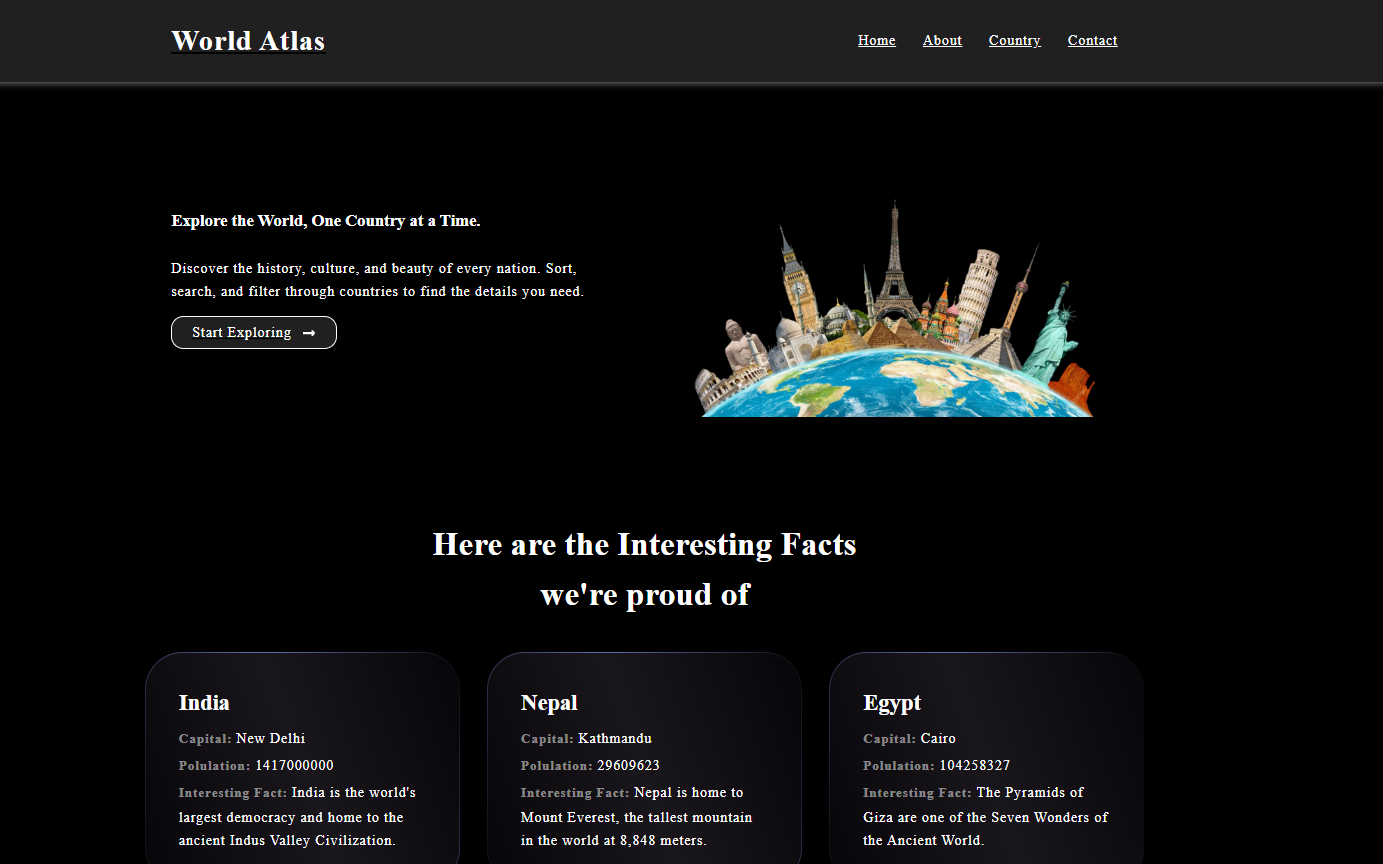 World Atlas
Home About Country Contact
Explore the World, One Country at a Time.
Discover the history, culture, and beauty of every nation. Sort,
search, and filter through countries to find the details you need.
Start Exploring →
Here are the Interesting Facts
we're proud of
India
Capital: New Delhi
Polulation: 1417000000
Interesting Fact: India is the world's
largest democracy and home to the
ancient Indus Valley Civilization.
Nepal
Capital: Kathmandu
Polulation: 29609623
Interesting Fact: Nepal is home to
Mount Everest, the tallest mountain
in the world at 8,848 meters.
Egypt
Capital: Cairo
Polulation: 104258327
Interesting Fact: The Pyramids of
Giza are one of the Seven Wonders of
the Ancient World.